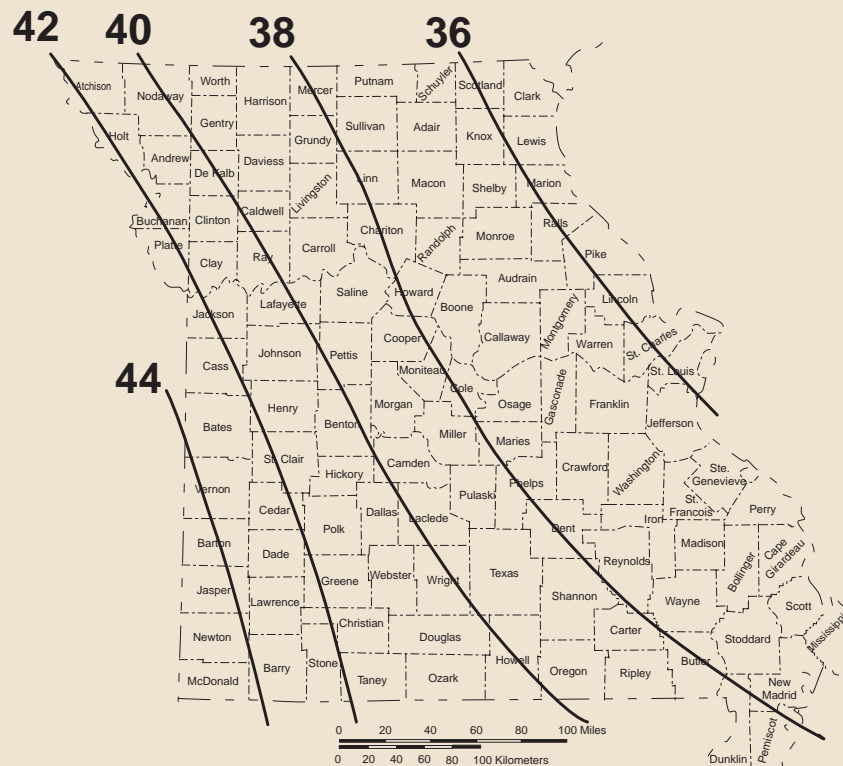 42 40 38 36
Atchison Nodaway Worth Harrison Mercer Putnam Schuyler Scotland Clark
Holt Andrew Gentry De Kalb Daviess Grundy Sullivan Adair Knox Lewis
Buchanan Clinton Caldwell Livingston Linn Macon Shelby Marion
Platte Clay Ray Carroll Chariton Randolph Monroe Ralls
Pike
Jackson Lafayette Saline Howard Boone Audrain Lincoln
Cass Johnson Pettis Cooper Moniteau Callaway Montgomery Warren St. Charles
St. Louis
44
Bates Henry Benton Morgan Cole Osage Gasconade Franklin Jefferson
Vernon St. Clair Hickory Camden Miller Maries Crawford Washington Ste.
Genevieve
Cedar Dallas Laclede Pulaski Phelps St.
Francois Perry
Barton Dade Polk Dent Iron Madison Bollinger Cape
Girardeau
Jasper Lawrence Greene Webster Wright Texas Shannon Reynolds Wayne Scott
Newton Christian Douglas Carter Stoddard Mississippi
McDonald Barry Stone Taney Ozark Howell Oregon Ripley Butler New
Madrid
Dunklin Pemiscot
0 20 40 60 80 100 Miles
0 20 40 60 80 100 Kilometers